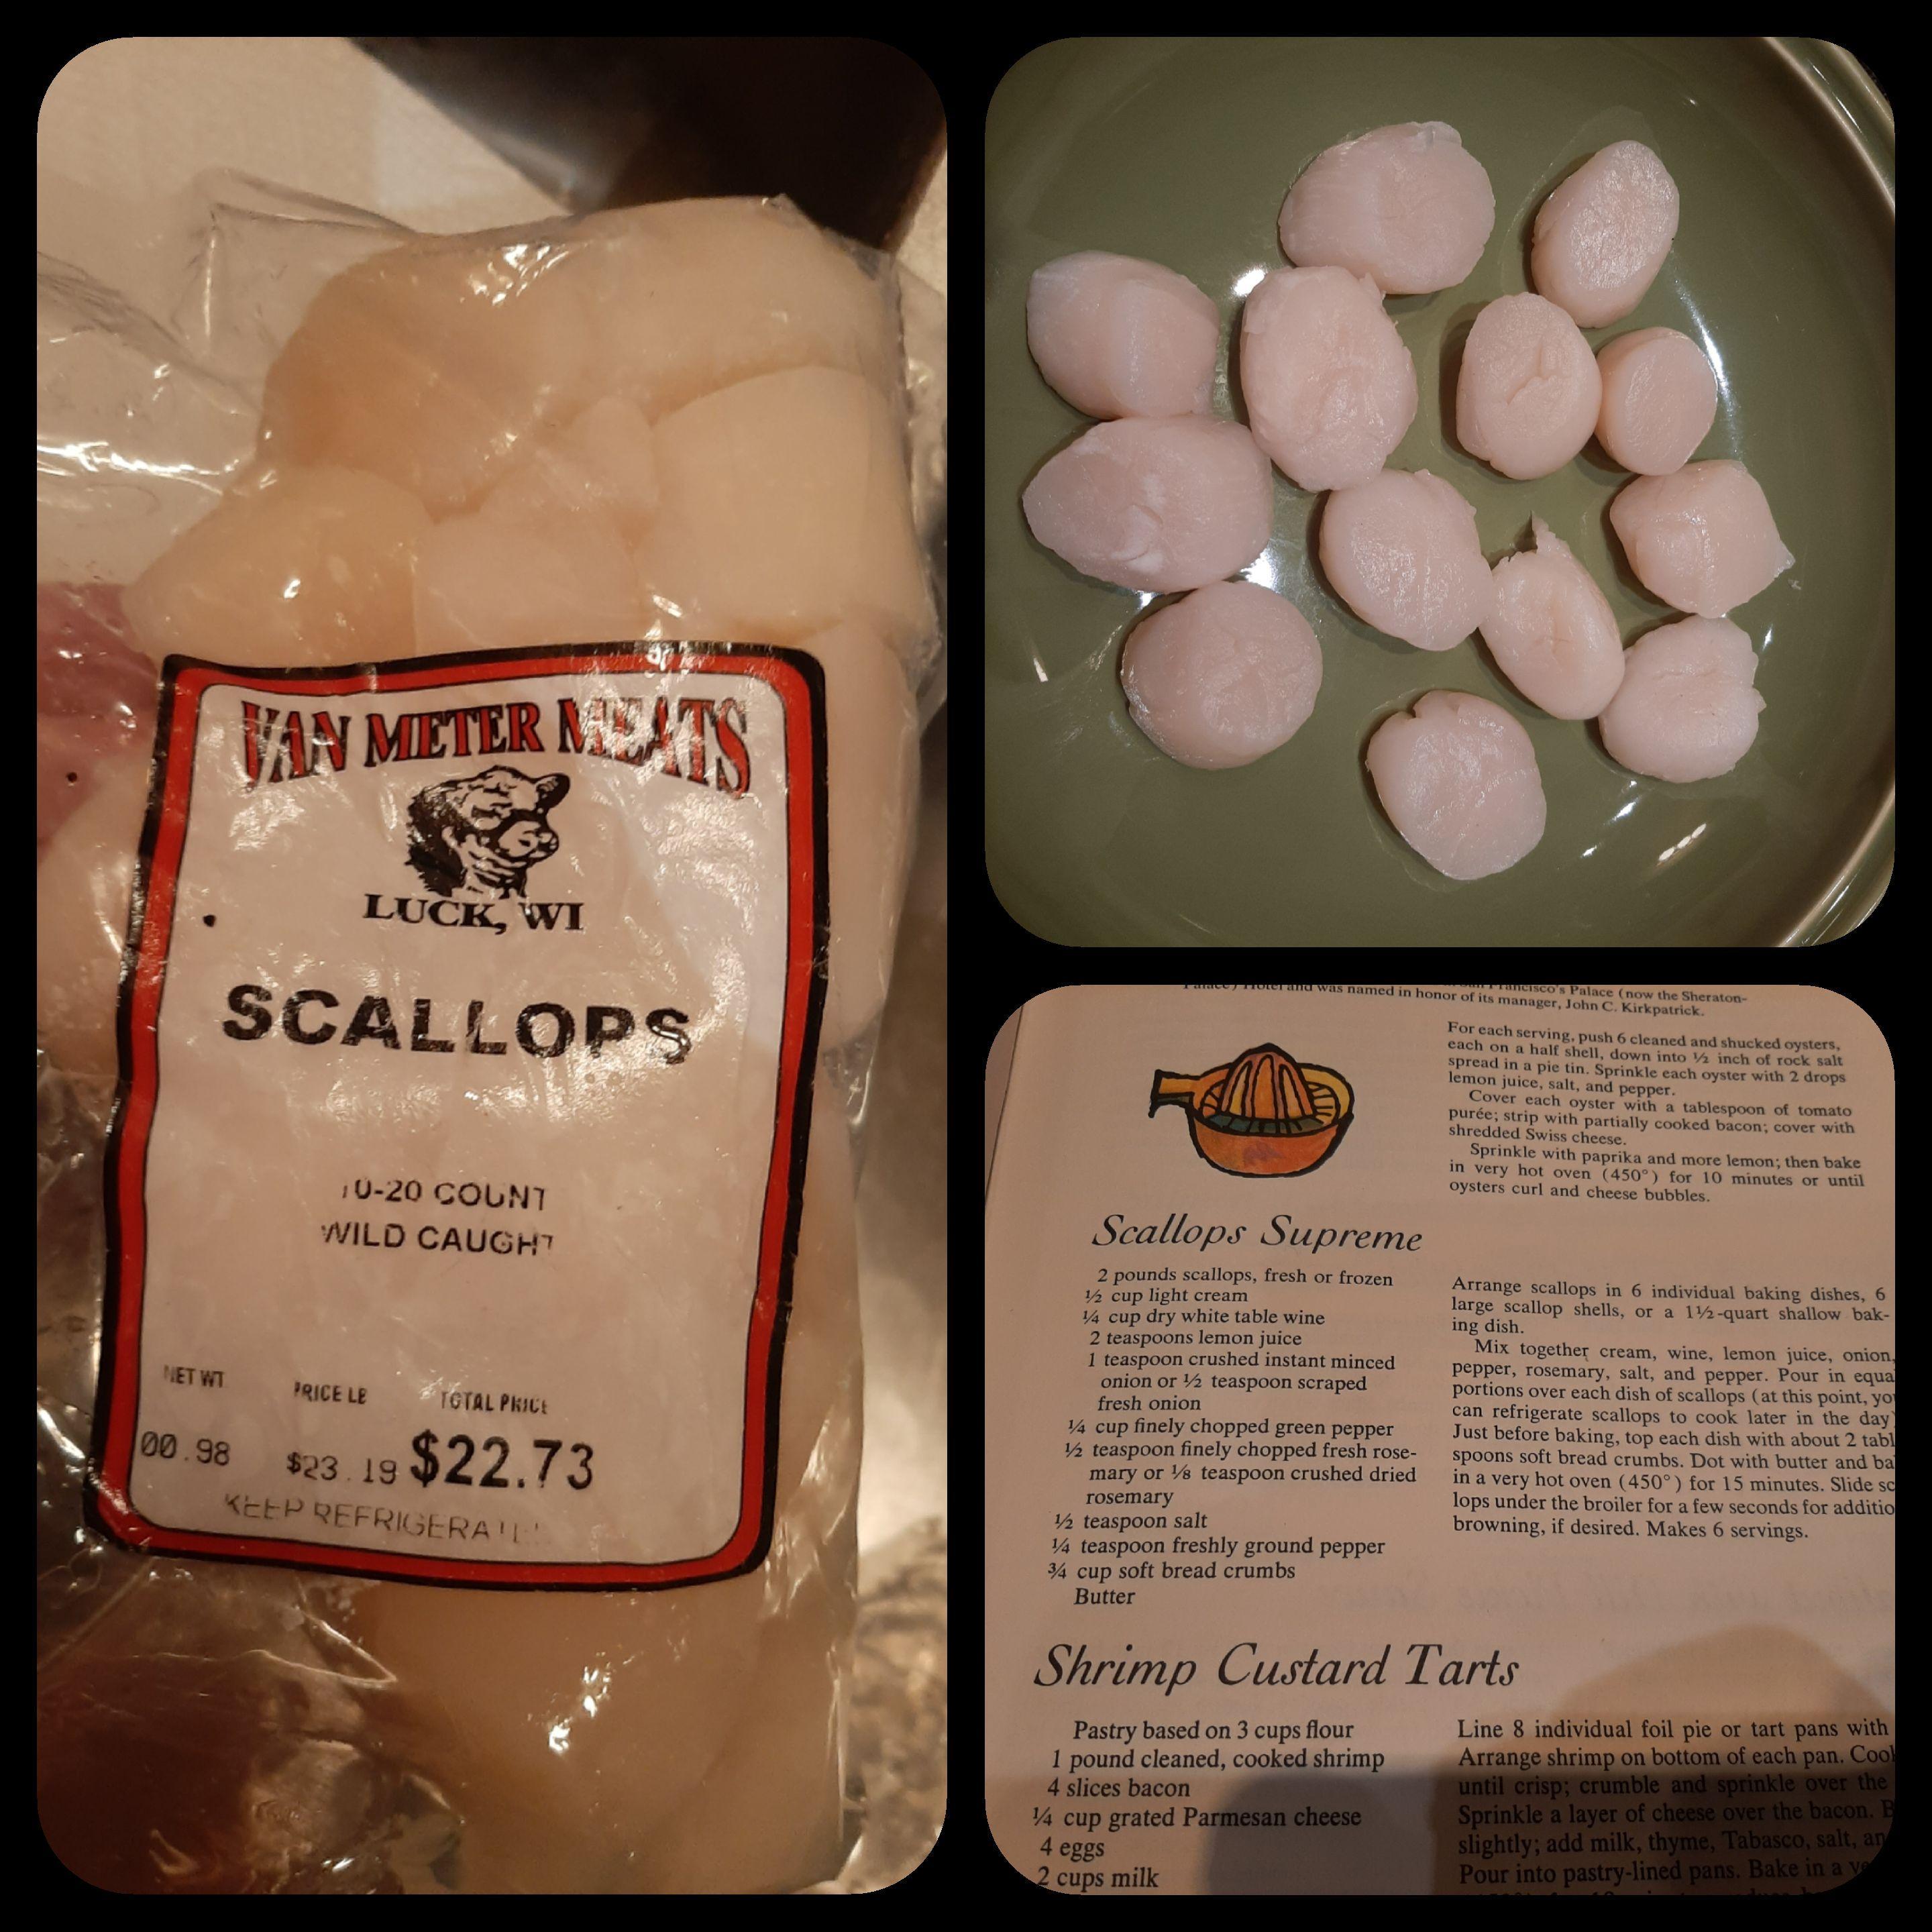 VAN METER MEATS
LUCK, WI
SCALLOPS
10-20 COUNT
WILD CAUGHT
NET WT
PRICE LB
TOTAL PRICE
00.98
$23.19
$22.73
KEEP REFRIGERATE
Francisco's Palace (now the Sheraton-
Palace) Hotel and was named in honor of its manager, John C. Kirkpatrick.
For each serving, push 6 cleaned and shucked oysters,
each on a half shell, down into ½ inch of rock salt
spread in a pie tin. Sprinkle each oyster with 2 drops
lemon juice, salt, and pepper.
Cover each oyster with a tablespoon of tomato
purée; strip with partially cooked bacon; cover with
shredded Swiss cheese.
Sprinkle with paprika and more lemon; then bake
in very hot oven (450°) for 10 minutes or until
oysters curl and cheese bubbles.
Scallops Supreme
2 pounds scallops, fresh or frozen
½ cup light cream
¼ cup dry white table wine
2 teaspoons lemon juice
1 teaspoon crushed instant minced
onion or ½ teaspoon scraped
fresh onion
¼ cup finely chopped green pepper
½ teaspoon finely chopped fresh rose-
mary or ⅛ teaspoon crushed dried
rosemary
½ teaspoon salt
¼ teaspoon freshly ground pepper
¾ cup soft bread crumbs
Butter
Arrange scallops in 6 individual baking dishes, 6
large scallop shells, or a 1½-quart shallow bak-
ing dish.
Mix together cream, wine, lemon juice, onion,
pepper, rosemary, salt, and pepper. Pour in equa
portions over each dish of scallops (at this point, yo
can refrigerate scallops to cook later in the day)
Just before baking, top each dish with about 2 tabl
spoons soft bread crumbs. Dot with butter and ba
in a very hot oven (450°) for 15 minutes. Slide sc
lops under the broiler for a few seconds for additio
browning, if desired. Makes 6 servings.
Shrimp Custard Tarts
Pastry based on 3 cups flour
1 pound cleaned, cooked shrimp
4 slices bacon
¼ cup grated Parmesan cheese
4 eggs
2 cups milk
Line 8 individual foil pie or tart pans with
Arrange shrimp on bottom of each pan. Cool
until crisp; crumble and sprinkle over the
Sprinkle a layer of cheese over the bacon. B
slightly; add milk, thyme, Tabasco, salt, an
Pour into pastry-lined pans. Bake in a ve